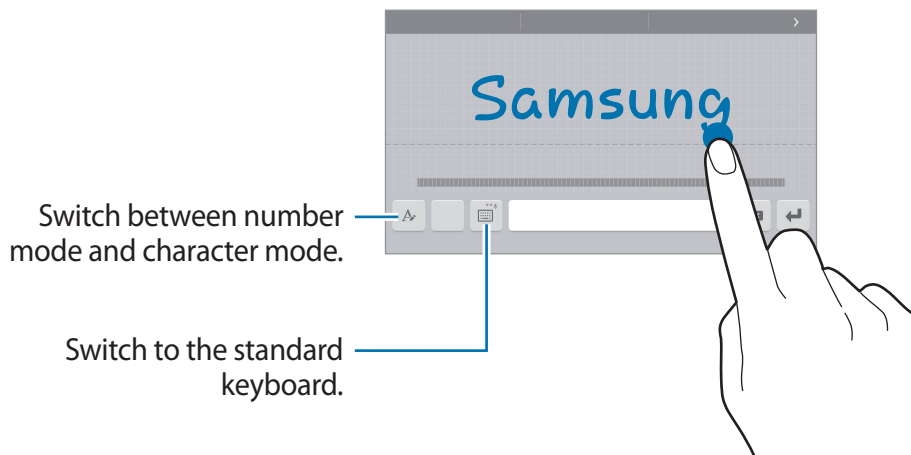 Samsung
Switch between number
mode and character mode.
Switch to the standard
keyboard.